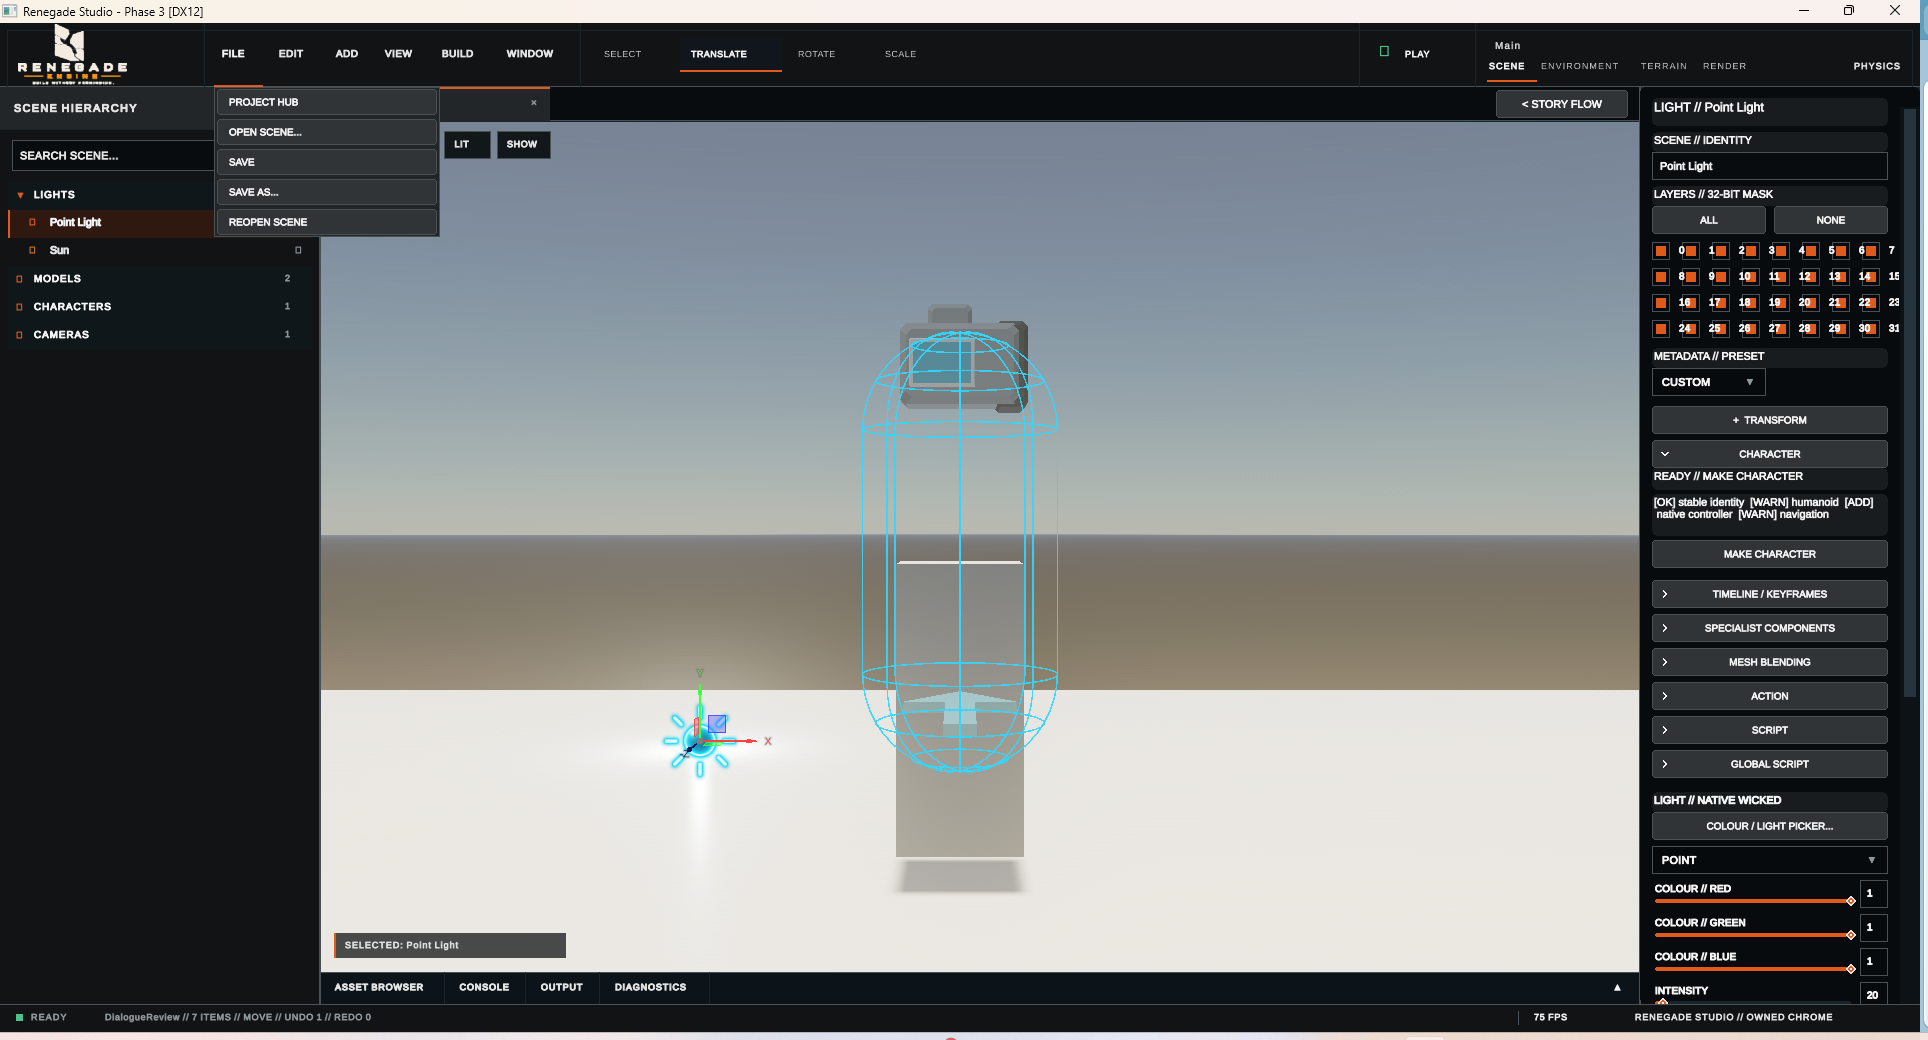 Renegade Studio - Phase 3 [DX12]
RENEGADE
ENGINE
BUILD WITHOUT PERMISSION.
FILE EDIT ADD VIEW BUILD WINDOW SELECT TRANSLATE ROTATE SCALE PLAY
Main
SCENE ENVIRONMENT TERRAIN RENDER PHYSICS
SCENE HIERARCHY
SEARCH SCENE...
LIGHTS
Point Light
Sun
MODELS 2
CHARACTERS 1
CAMERAS 1
PROJECT HUB
OPEN SCENE...
SAVE
SAVE AS...
REOPEN SCENE
×
< STORY FLOW
LIT SHOW
Y
X
SELECTED: Point Light
LIGHT // Point Light
SCENE // IDENTITY
Point Light
LAYERS // 32-BIT MASK
ALL NONE
0 1 2 3 4 5 6 7
8 9 10 11 12 13 14 15
16 17 18 19 20 21 22 23
24 25 26 27 28 29 30 31
METADATA // PRESET
CUSTOM
+ TRANSFORM
CHARACTER
READY // MAKE CHARACTER
[OK] stable identity [WARN] humanoid [ADD]
native controller [WARN] navigation
MAKE CHARACTER
TIMELINE / KEYFRAMES
SPECIALIST COMPONENTS
MESH BLENDING
ACTION
SCRIPT
GLOBAL SCRIPT
LIGHT // NATIVE WICKED
COLOUR / LIGHT PICKER...
POINT
COLOUR // RED 1
COLOUR // GREEN 1
COLOUR // BLUE 1
INTENSITY 20
ASSET BROWSER CONSOLE OUTPUT DIAGNOSTICS
READY DialogueReview // 7 ITEMS // MOVE // UNDO 1 // REDO 0 75 FPS RENEGADE STUDIO // OWNED CHROME